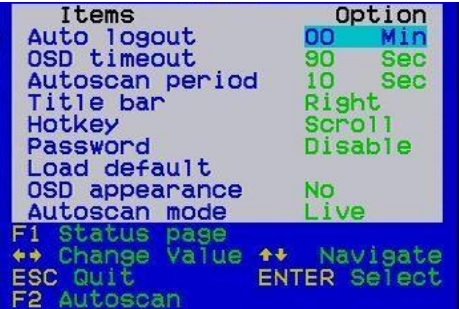 Items Option
Auto logout 00 Min
OSD timeout 90 Sec
Autoscan period 10 Sec
Title bar Right
Hotkey Scroll
Password Disable
Load default
OSD appearance No
Autoscan mode Live
F1 Status page
↔ Change Value ↕ Navigate
ESC Quit ENTER Select
F2 Autoscan